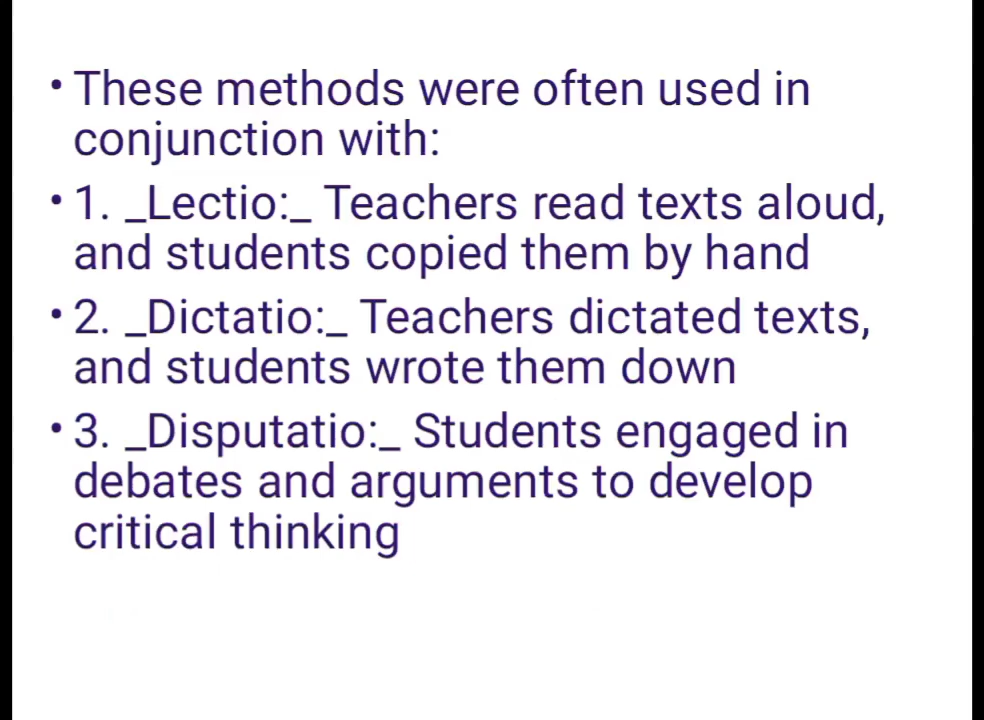 • These methods were often used in
conjunction with:
• 1. _Lectio:_ Teachers read texts aloud,
and students copied them by hand
• 2. _Dictatio:_ Teachers dictated texts,
and students wrote them down
• 3. _Disputatio:_ Students engaged in
debates and arguments to develop
critical thinking